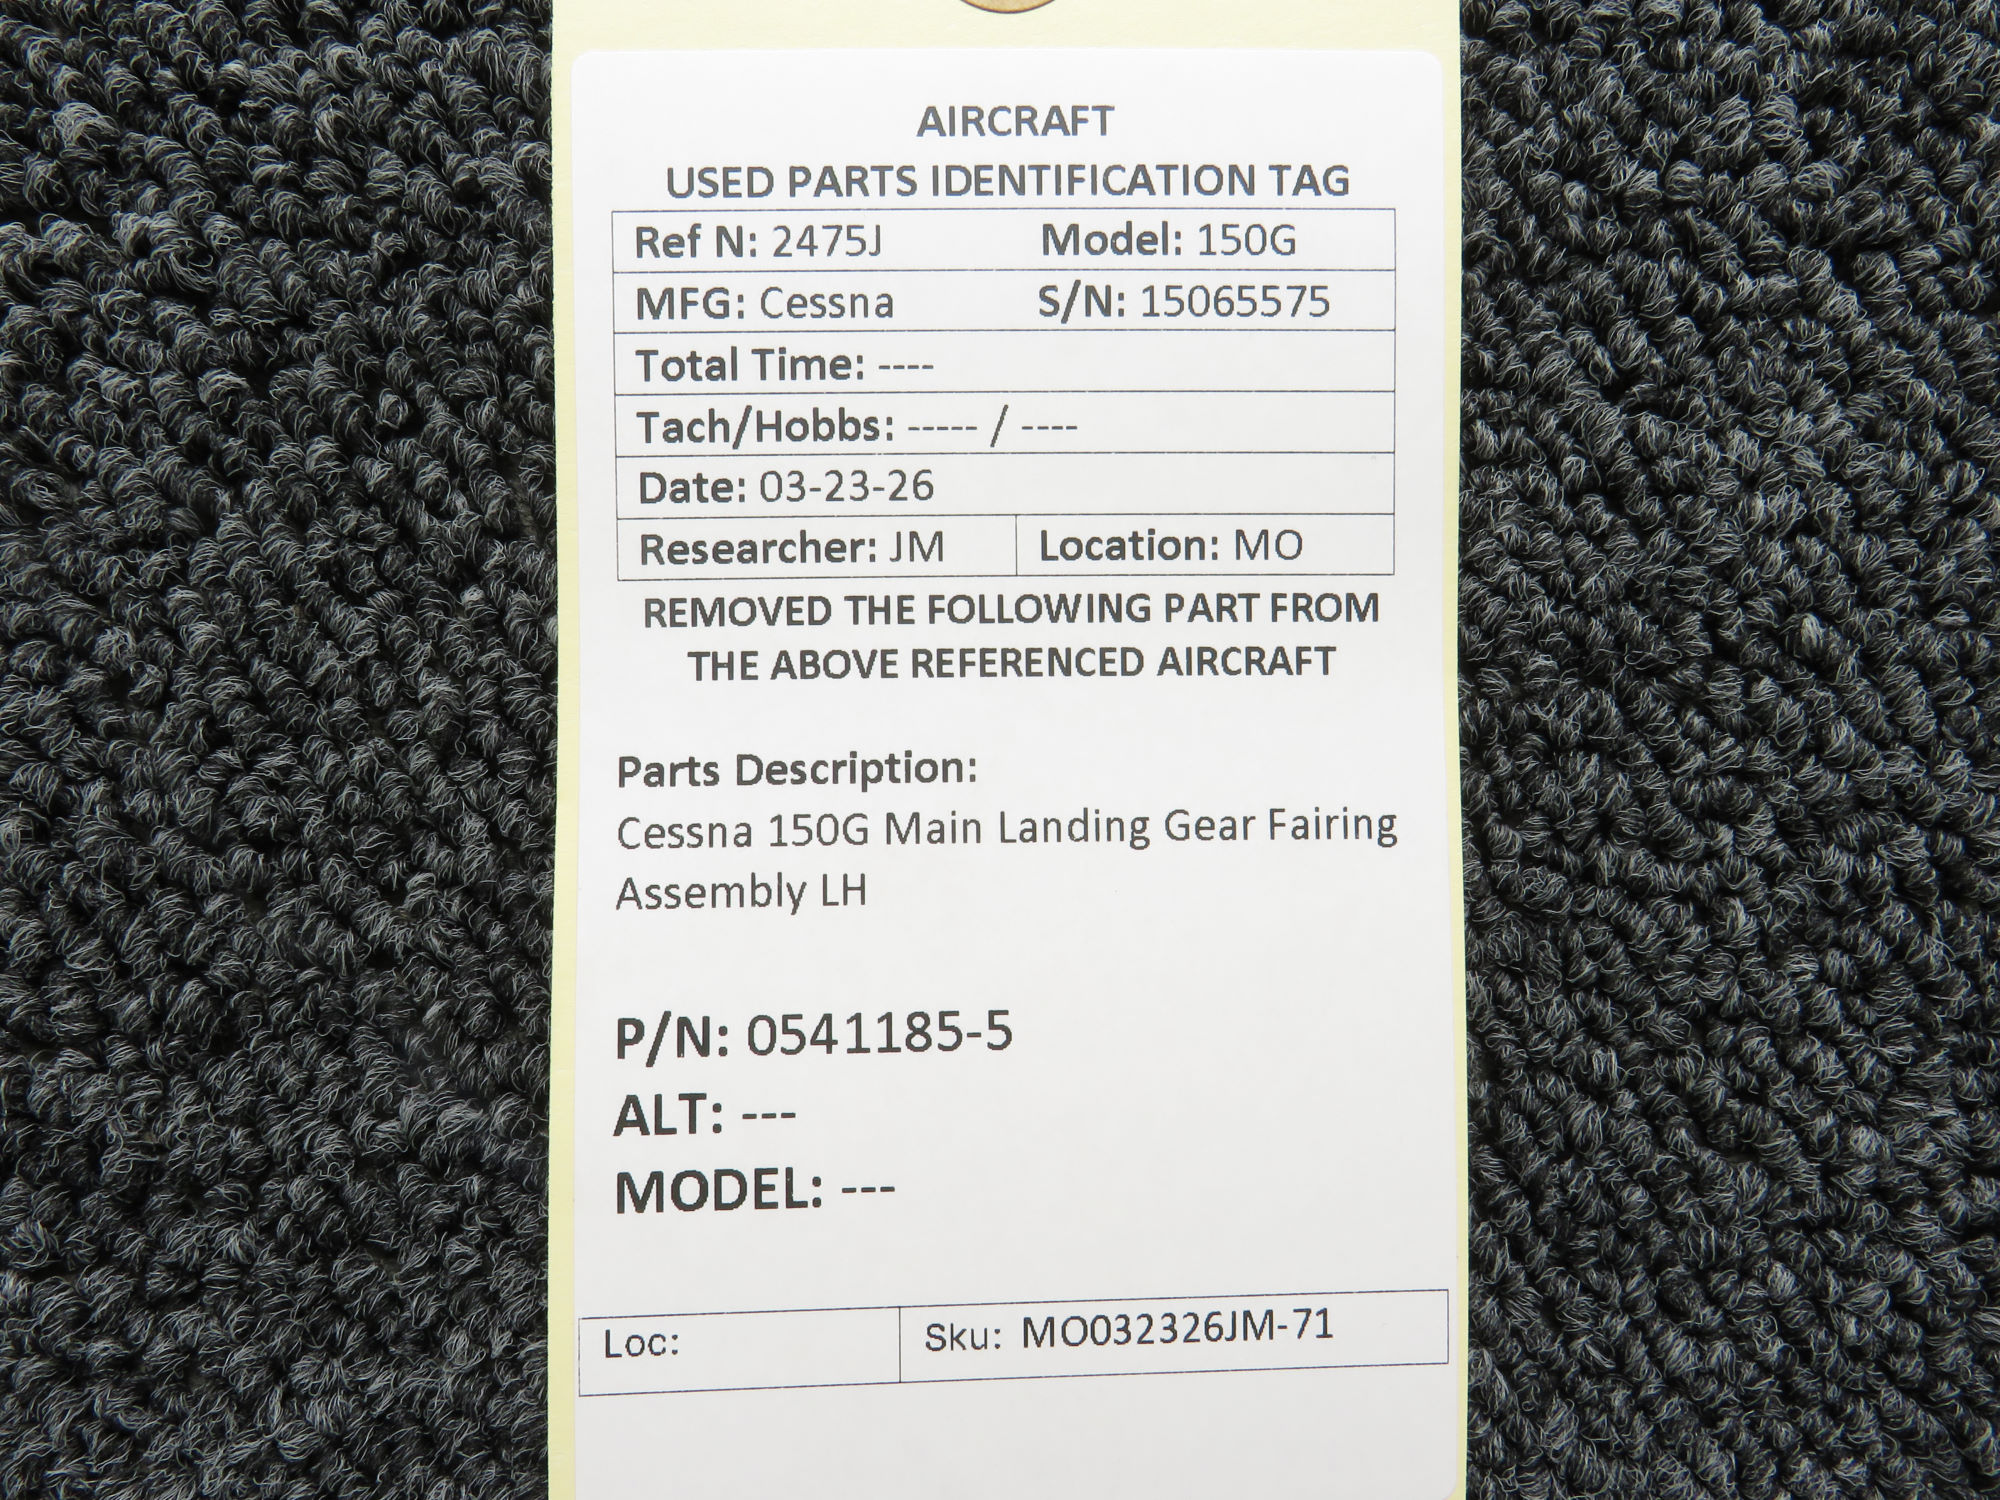 AIRCRAFT
USED PARTS IDENTIFICATION TAG
Ref N: 2475J Model: 150G
MFG: Cessna S/N: 15065575
Total Time: ----
Tach/Hobbs: ----- / ----
Date: 03-23-26
Researcher: JM Location: MO
REMOVED THE FOLLOWING PART FROM
THE ABOVE REFERENCED AIRCRAFT
Parts Description:
Cessna 150G Main Landing Gear Fairing
Assembly LH
P/N: 0541185-5
ALT: ---
MODEL: ---
Loc: Sku: MO032326JM-71